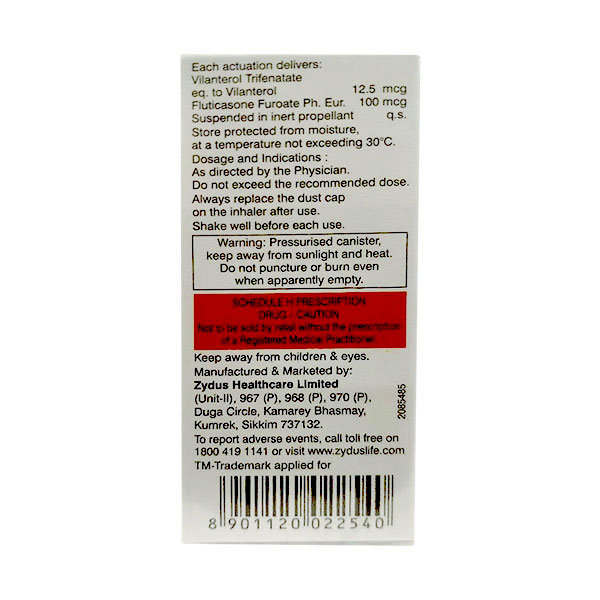 Each actuation delivers:
Vilanterol Trifenatate
eq. to Vilanterol 12.5 mcg
Fluticasone Furoate Ph. Eur. 100 mcg
Suspended in inert propellant q.s.
Store protected from moisture,
at a temperature not exceeding 30°C.
Dosage and Indications :
As directed by the Physician.
Do not exceed the recommended dose.
Always replace the dust cap
on the inhaler after use.
Shake well before each use.
Warning: Pressurised canister,
keep away from sunlight and heat.
Do not puncture or burn even
when apparently empty.
SCHEDULE H PRESCRIPTION
DRUG - CAUTION
Not to be sold by retail without the prescription
of a Registered Medical Practitioner.
Keep away from children & eyes.
Manufactured & Marketed by:
Zydus Healthcare Limited
(Unit-II), 967 (P), 968 (P), 970 (P),
Duga Circle, Kamarey Bhasmay,
Kumrek, Sikkim 737132.
2085485
To report adverse events, call toll free on
1800 419 1141 or visit www.zyduslife.com
TM-Trademark applied for
8 901120 022540